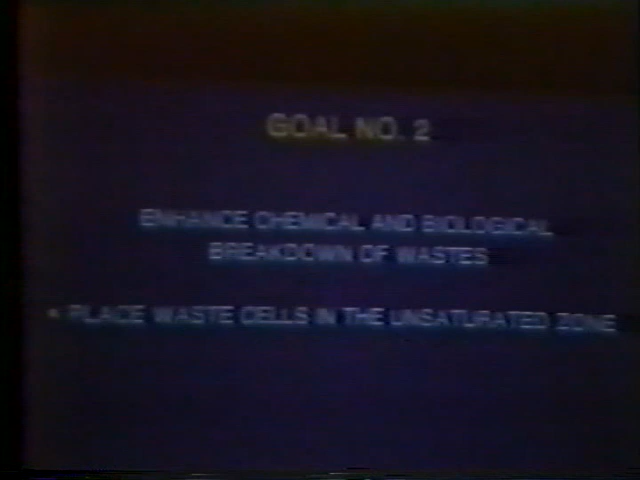 GOAL NO. 2
ENHANCE CHEMICAL AND BIOLOGICAL
BREAKDOWN OF WASTES
• PLACE WASTE CELLS IN THE UNSATURATED ZONE